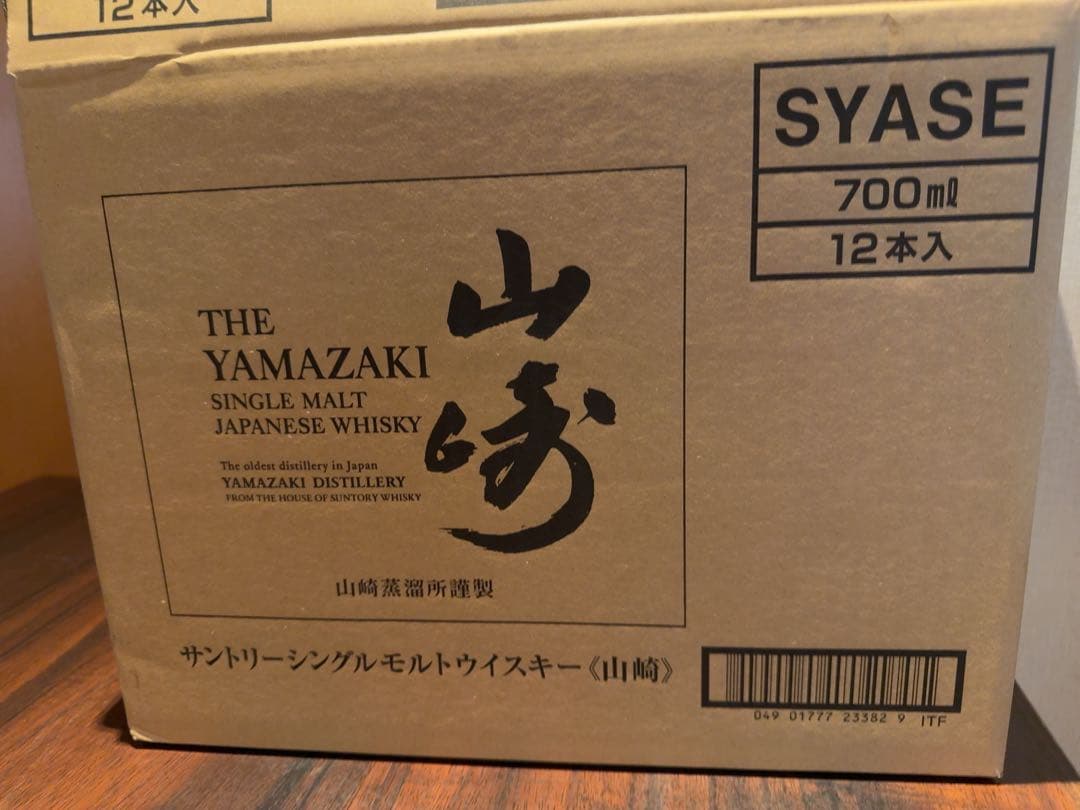 12本入
SYASE
700㎖
12本入
THE
YAMAZAKI
SINGLE MALT
JAPANESE WHISKY
The oldest distillery in Japan
YAMAZAKI DISTILLERY
FROM THE HOUSE OF SUNTORY WHISKY
山崎
山崎蒸溜所謹製
サントリーシングルモルトウイスキー《山崎》
049 01777 23382 9 ITF